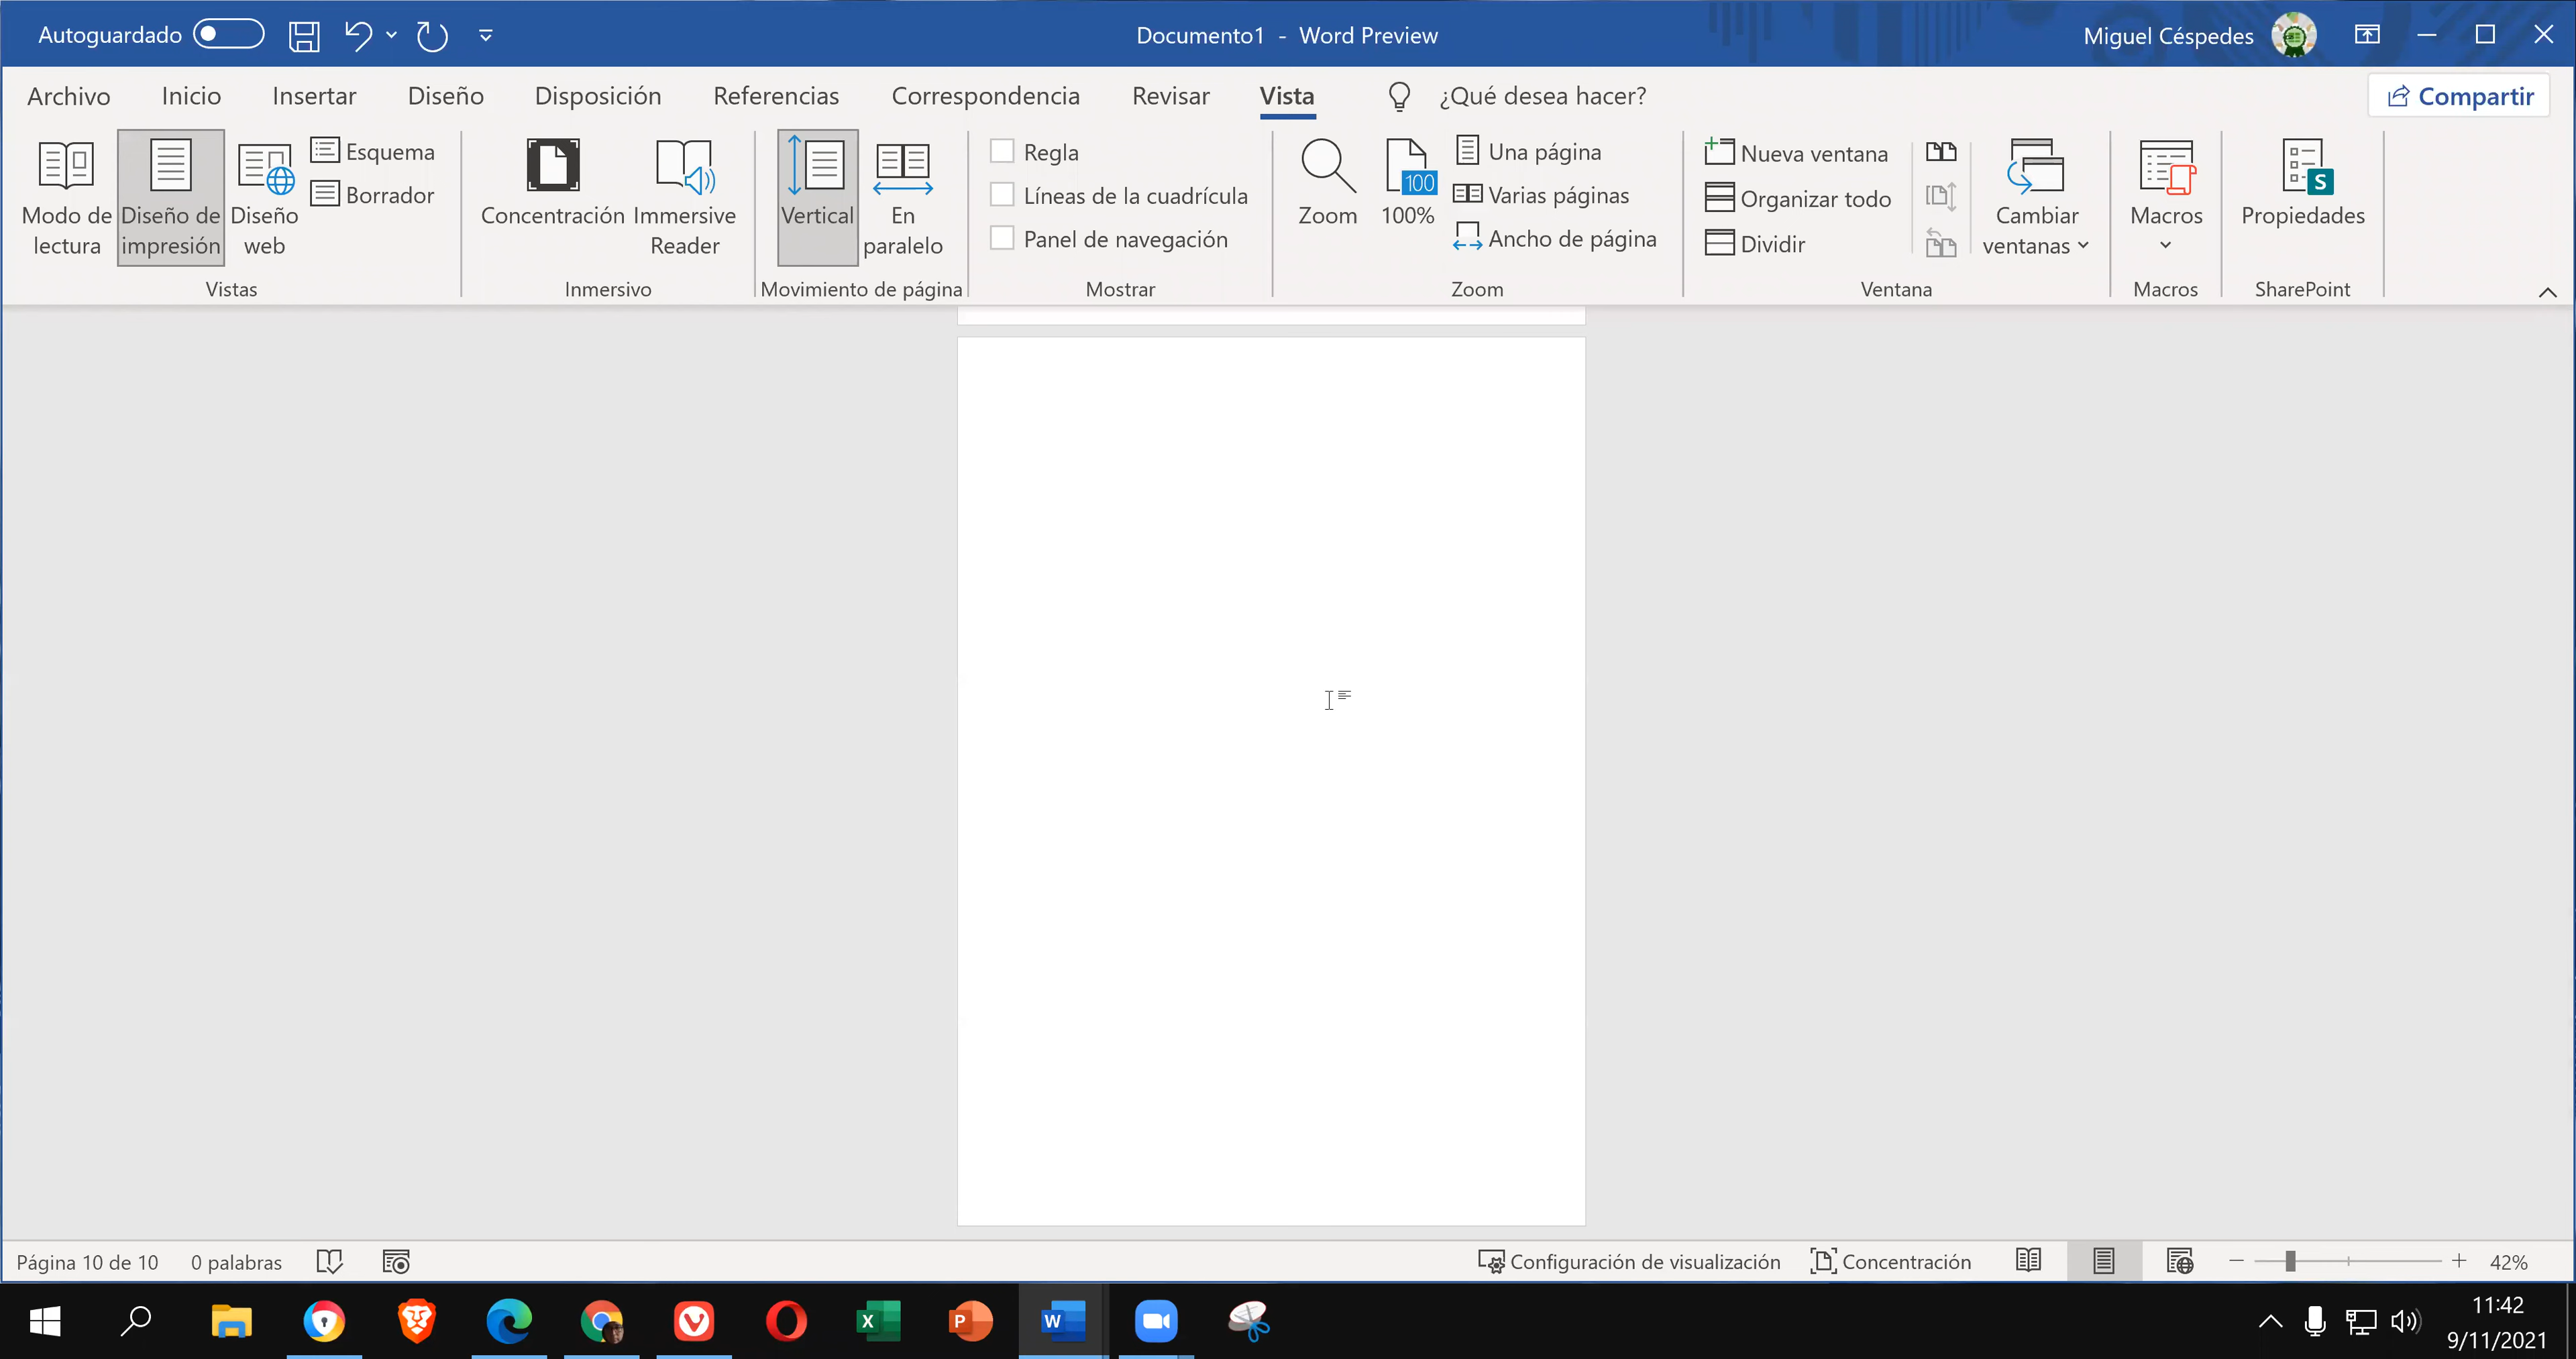 Autoguardado
Documento1 - Word Preview
Miguel Céspedes
Archivo Inicio Insertar Diseño Disposición Referencias Correspondencia Revisar Vista ¿Qué desea hacer? Compartir
Modo de lectura
Diseño de impresión
Diseño web
Esquema
Borrador
Vistas
Concentración
Immersive Reader
Inmersivo
Vertical
En paralelo
Movimiento de página
Regla
Líneas de la cuadrícula
Panel de navegación
Mostrar
Zoom
100
100%
Una página
Varias páginas
Ancho de página
Zoom
Nueva ventana
Organizar todo
Dividir
Cambiar ventanas
Ventana
Macros
Macros
S
Propiedades
SharePoint
Página 10 de 10 0 palabras
Configuración de visualización Concentración 42%
X P W
11:42
9/11/2021